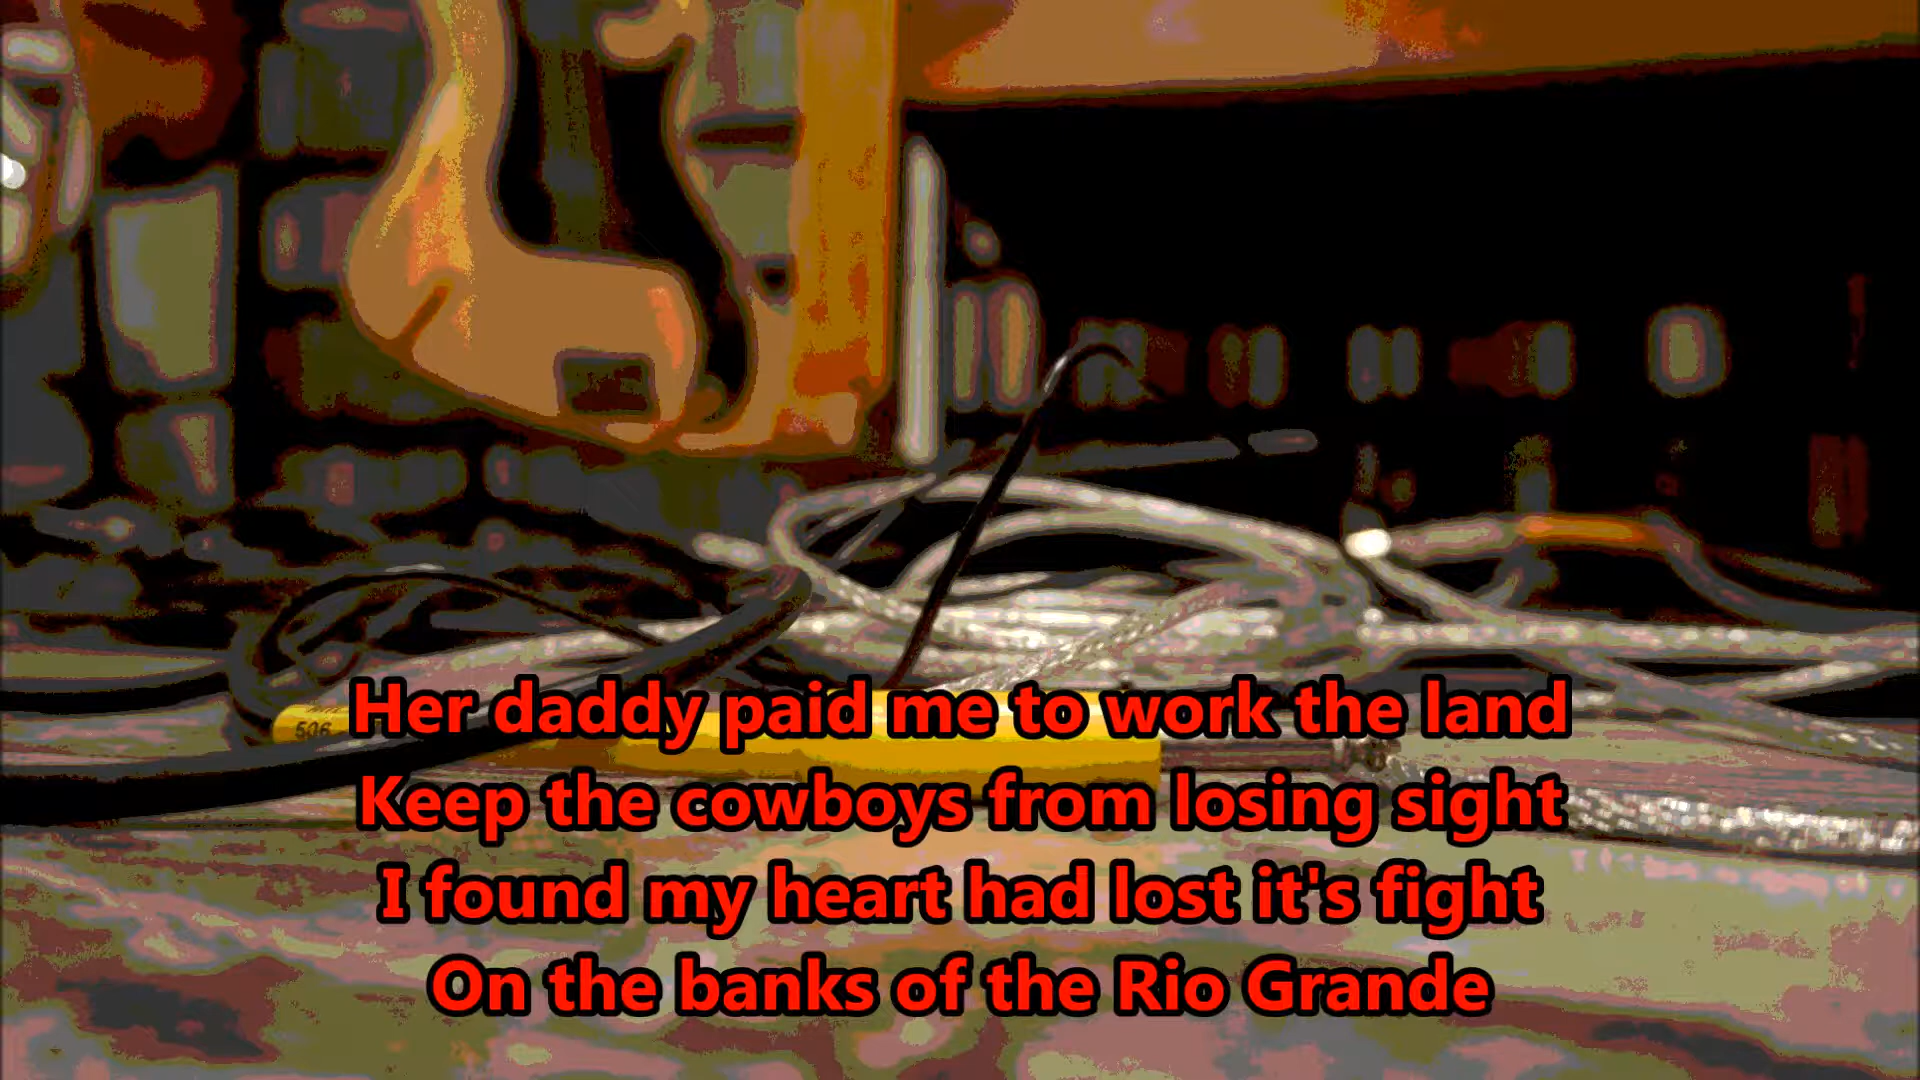 506
Her daddy paid me to work the land
Keep the cowboys from losing sight
I found my heart had lost it's fight
On the banks of the Rio Grande